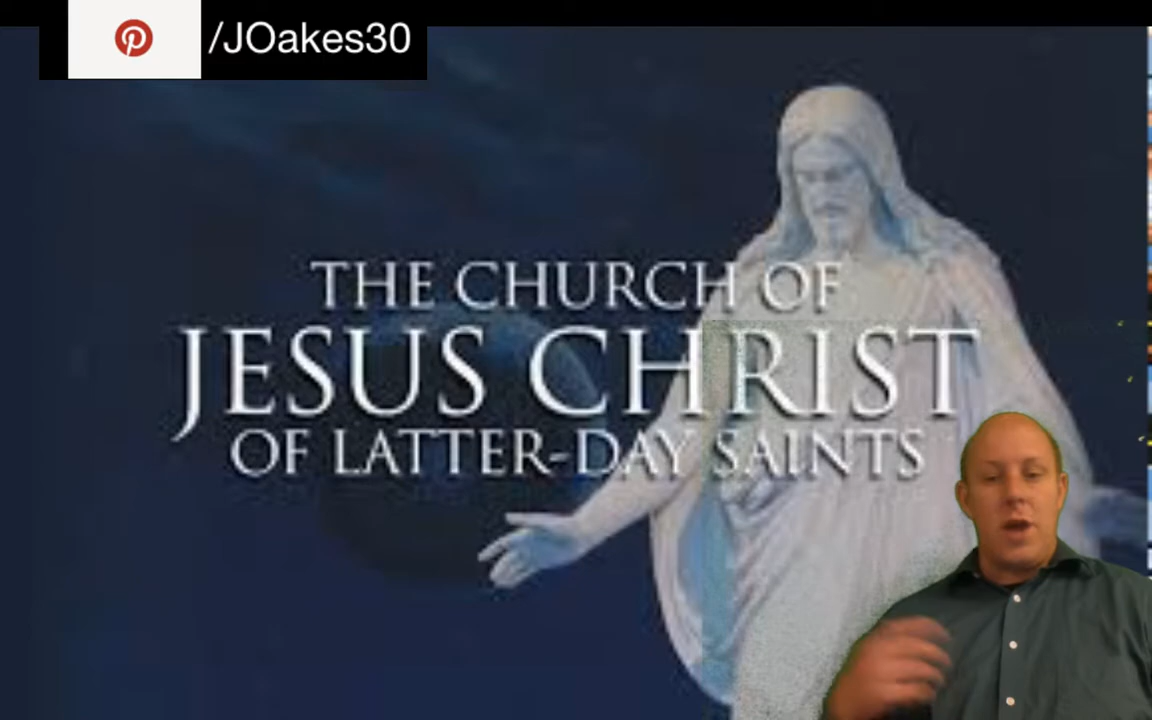 /JOakes30
THE CHURCH OF
JESUS CHRIST
OF LATTER-DAY SAINTS